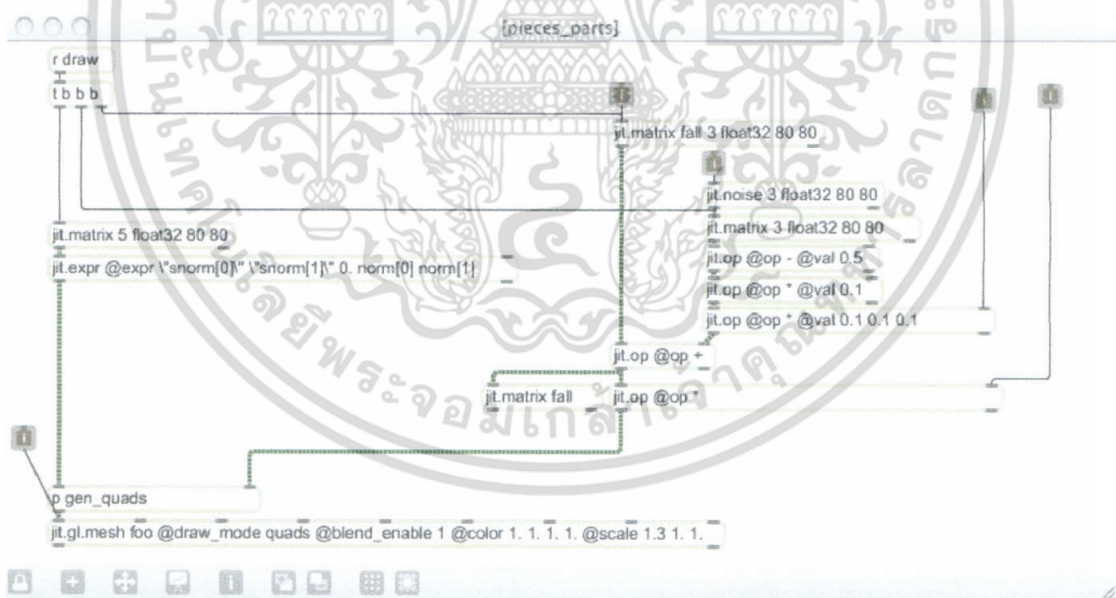 [pieces_parts]
r draw
t b b b
jit.matrix fall 3 float32 80 80
jit.noise 3 float32 80 80
jit.matrix 5 float32 80 80
jit.matrix 3 float32 80 80
jit.expr @expr \"snorm[0]\" \"snorm[1]\" 0. norm[0] norm[1]
jit.op @op - @val 0.5
jit.op @op * @val 0.1
jit.op @op * @val 0.1 0.1 0.1
jit.op @op +
jit.matrix fall
jit.op @op *
p gen_quads
jit.gl.mesh foo @draw_mode quads @blend_enable 1 @color 1. 1. 1. 1. @scale 1.3 1. 1.